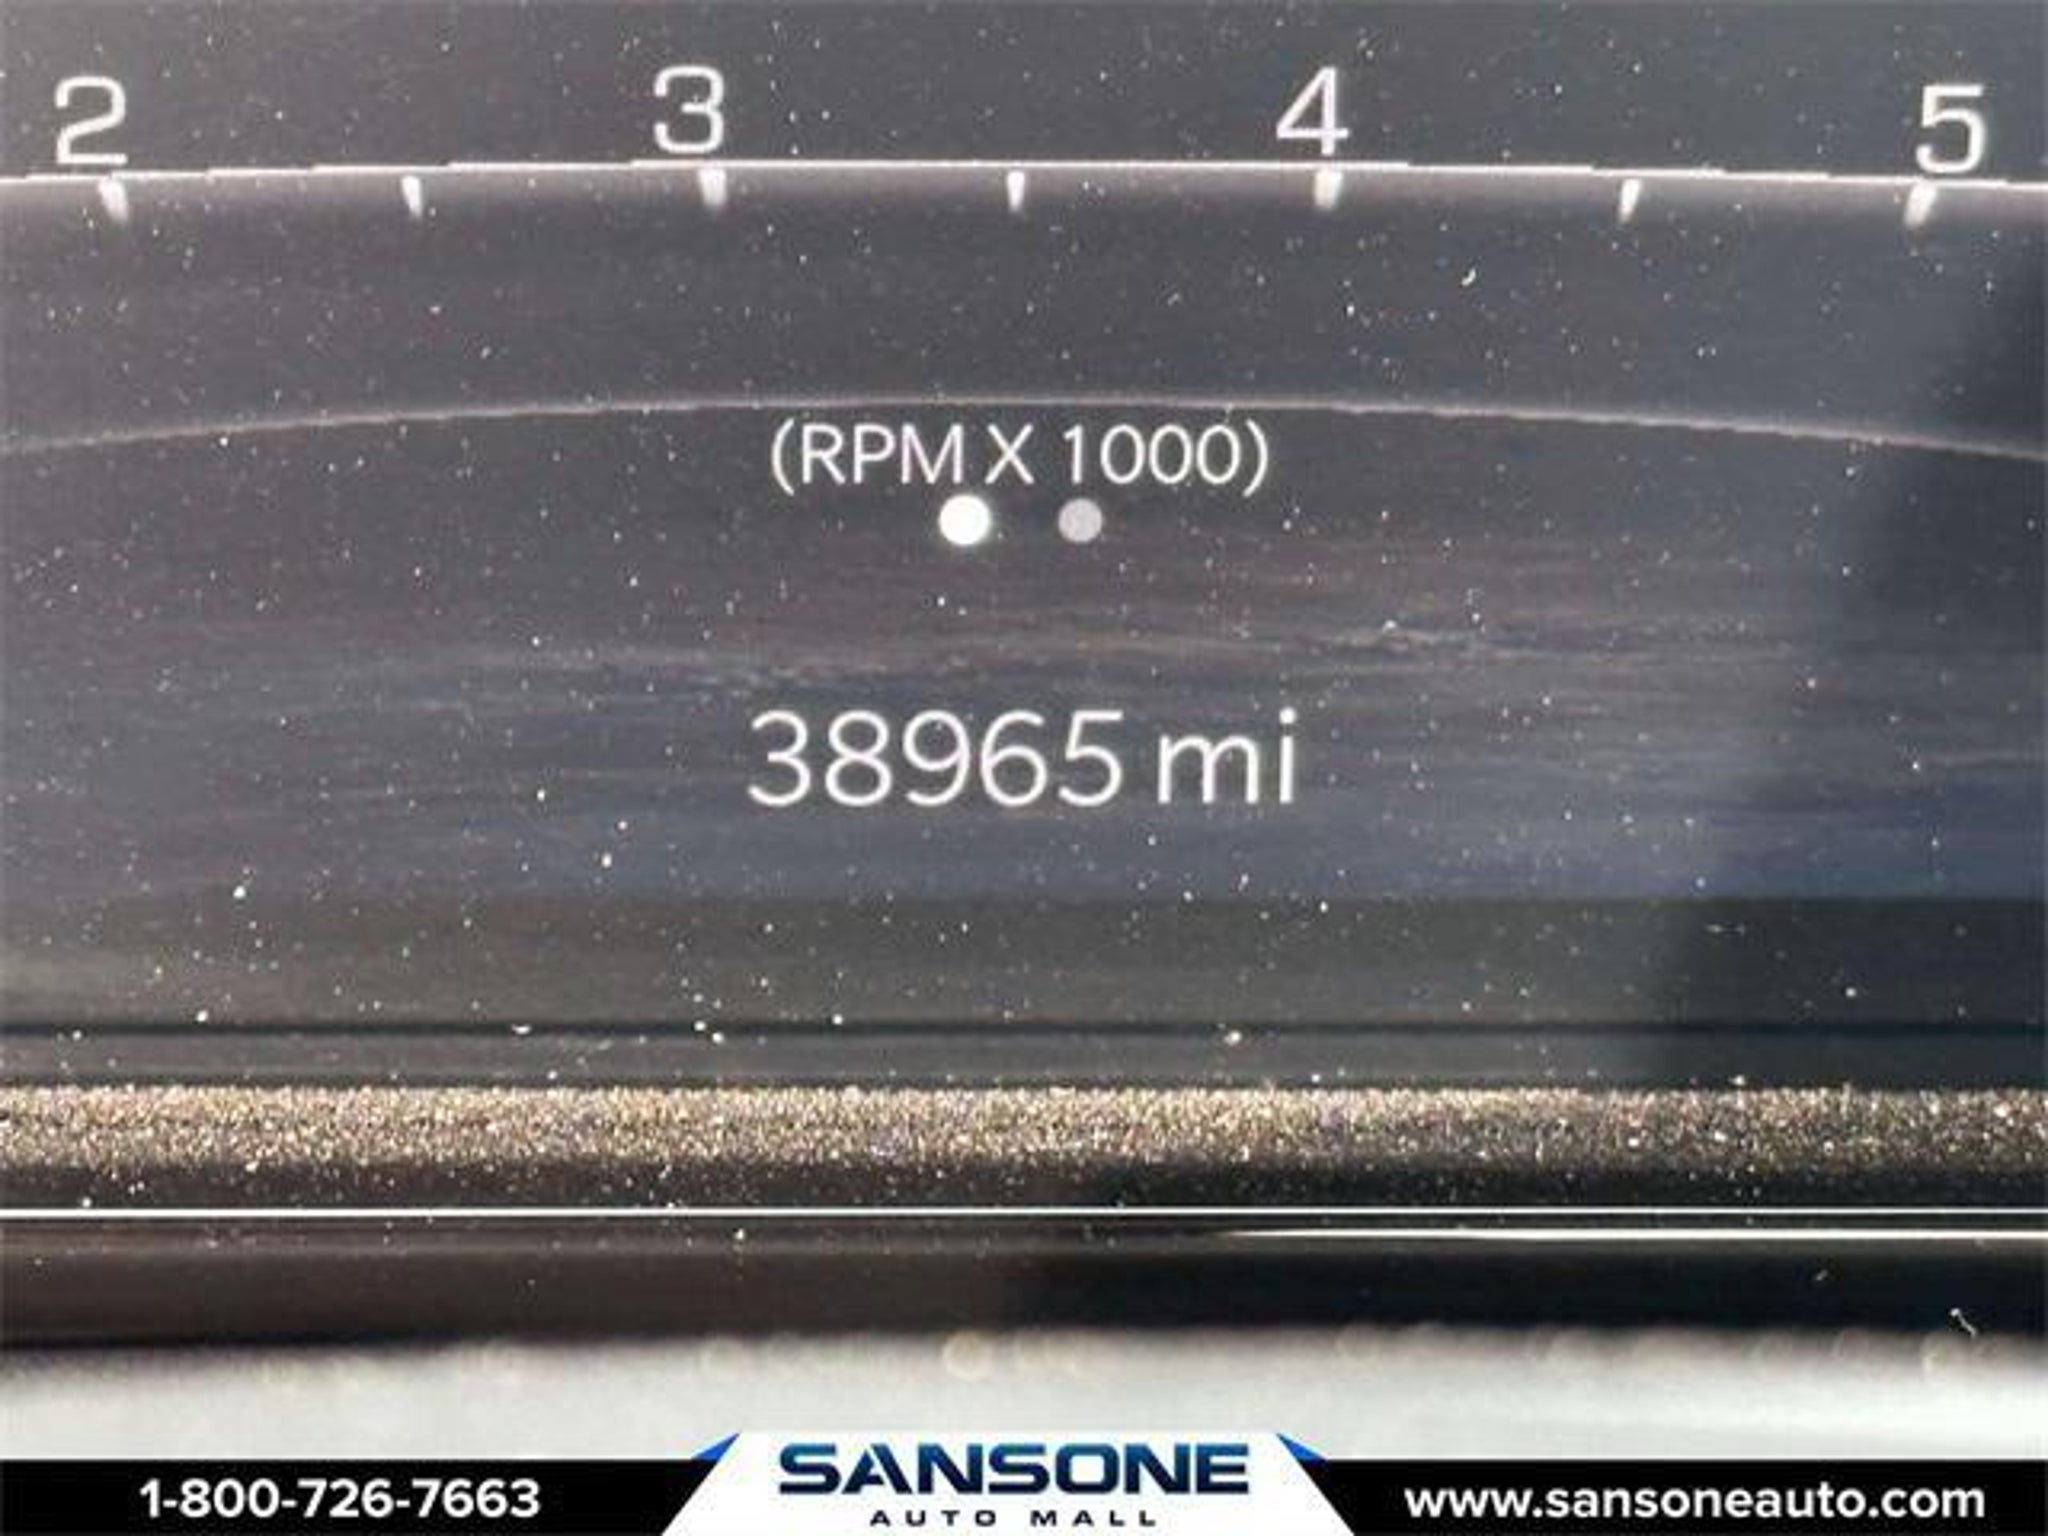 2 3 4 5
(RPM X 1000)
38965 mi
1-800-726-7663
SANSONE
AUTO MALL
www.sansoneauto.com